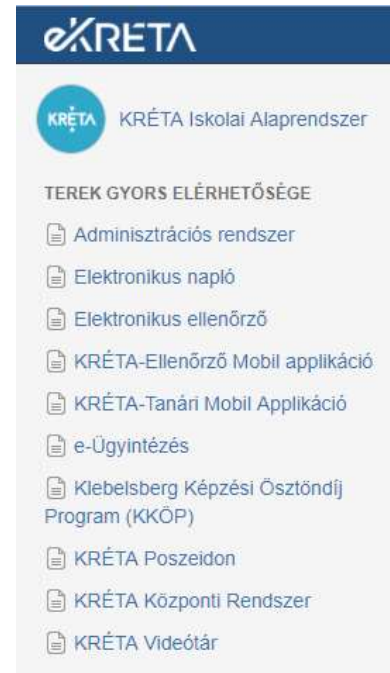 eKRÉTA
KRÉTA KRÉTA Iskolai Alaprendszer
TEREK GYORS ELÉRHETŐSÉGE
Adminisztrációs rendszer
Elektronikus napló
Elektronikus ellenőrző
KRÉTA-Ellenőrző Mobil applikáció
KRÉTA-Tanári Mobil Applikáció
e-Ügyintézés
Klebelsberg Képzési Ösztöndíj
Program (KKÖP)
KRÉTA Poszeidon
KRÉTA Központi Rendszer
KRÉTA Videótár